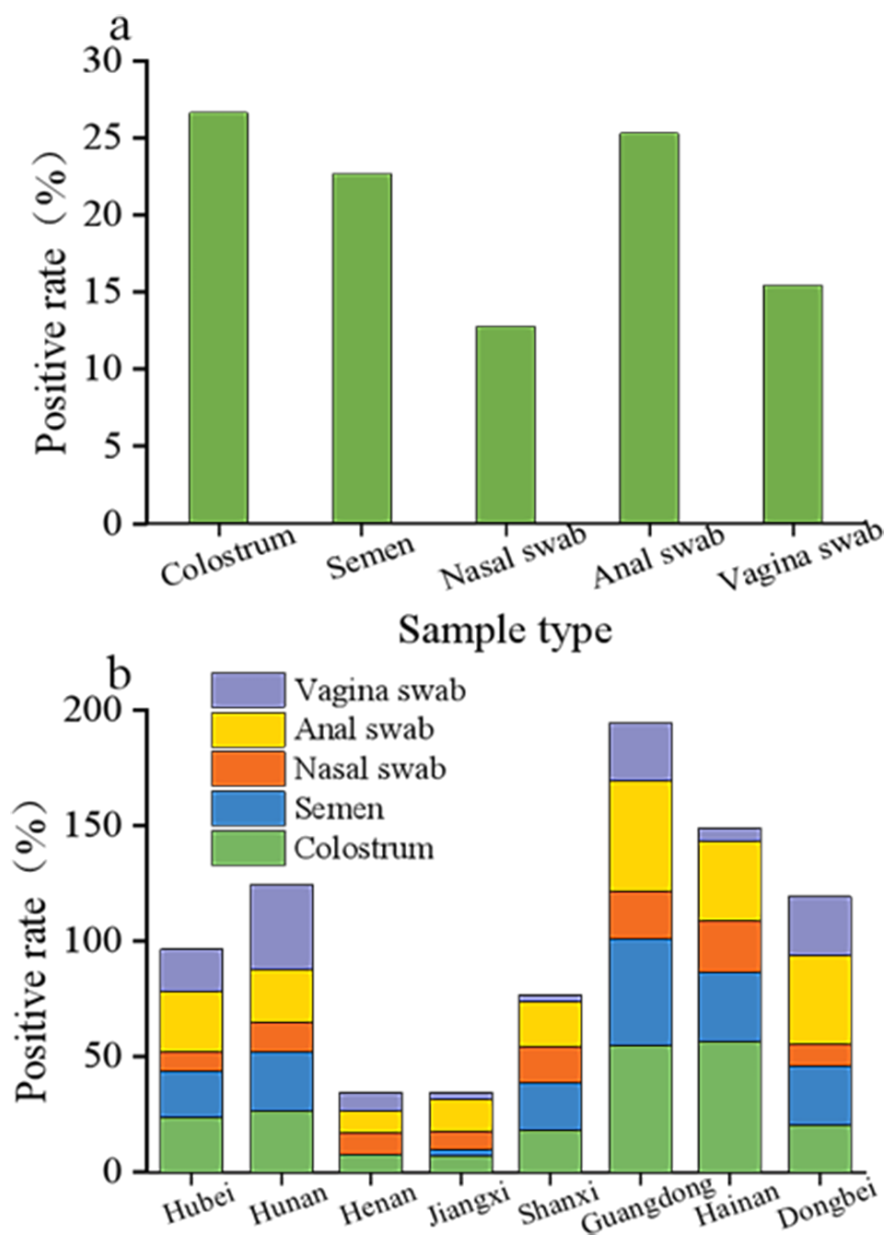 a
30
25
20
15
10
5
0
Positive rate (%)
Colostrum
Semen
Nasal swab
Anal swab
Vagina swab
Sample type
b
Vagina swab
Anal swab
Nasal swab
Semen
Colostrum
200
150
100
50
0
Positive rate (%)
Hubei
Hunan
Henan
Jiangxi
Shanxi
Guangdong
Hainan
Dongbei